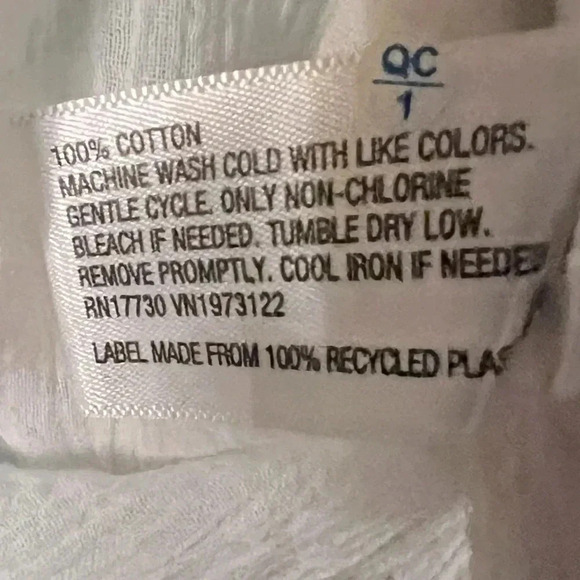 QC
1
100% COTTON
MACHINE WASH COLD WITH LIKE COLORS.
GENTLE CYCLE. ONLY NON-CHLORINE
BLEACH IF NEEDED. TUMBLE DRY LOW.
REMOVE PROMPTLY. COOL IRON IF NEEDE
RN17730 VN1973122
LABEL MADE FROM 100% RECYCLED PLAS